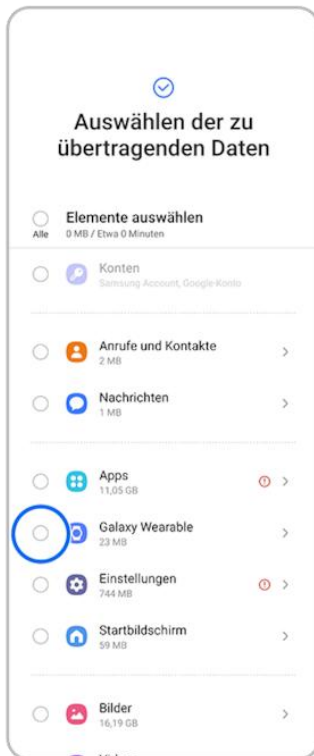 Auswählen der zu
übertragenden Daten
Elemente auswählen
Alle
0 MB / Etwa 0 Minuten
Konten
Samsung Account, Google-Konto
Anrufe und Kontakte
2 MB
Nachrichten
1 MB
Apps
11,05 GB
Galaxy Wearable
23 MB
Einstellungen
744 MB
Startbildschirm
59 MB
Bilder
16,19 GB